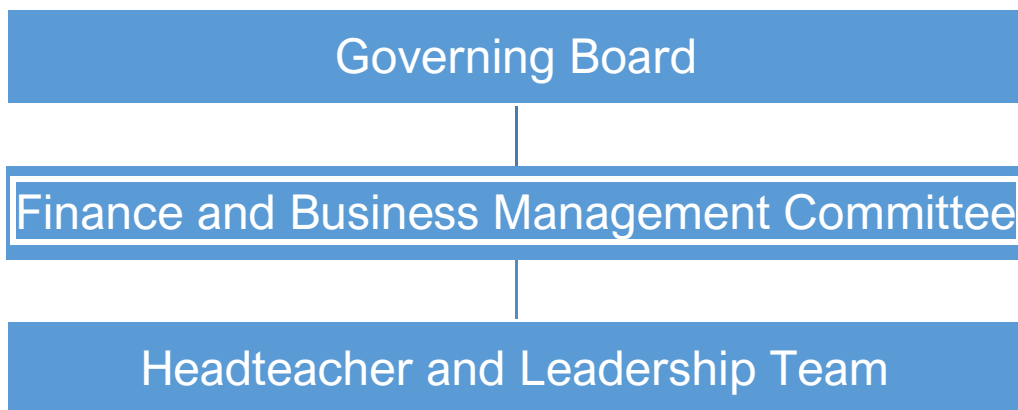 Governing Board
Finance and Business Management Committee
Headteacher and Leadership Team